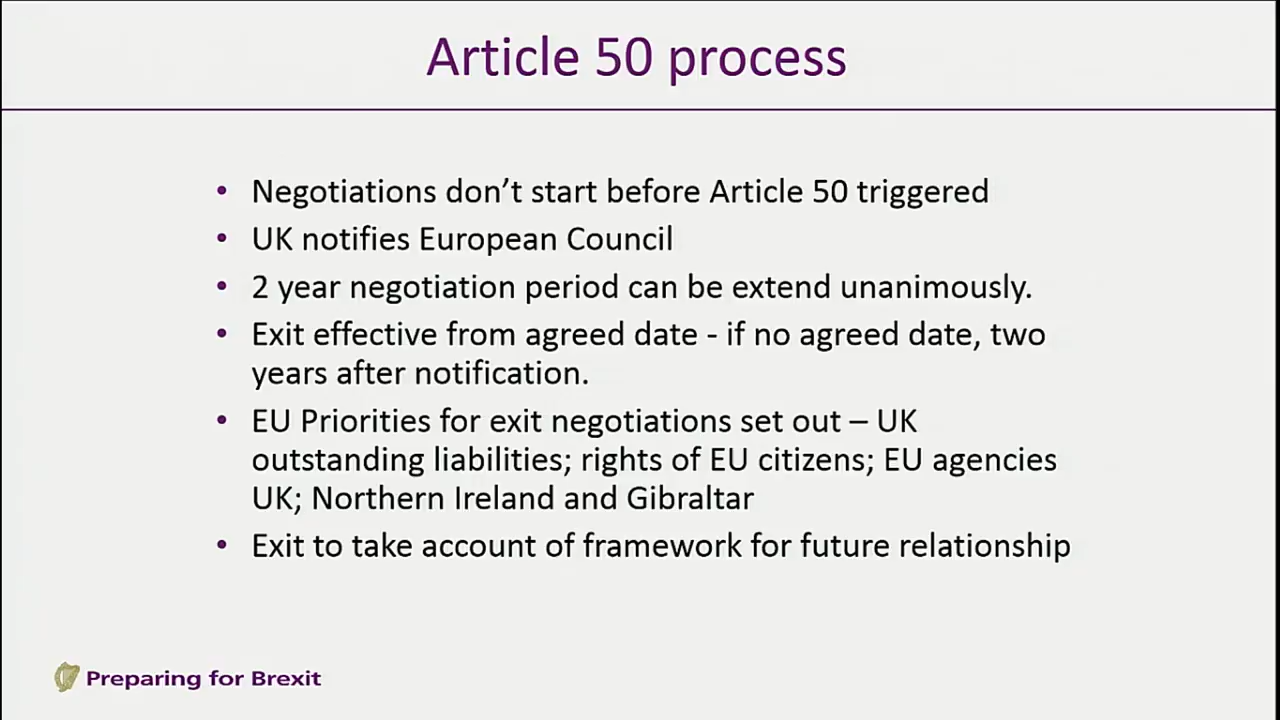 Article 50 process
• Negotiations don’t start before Article 50 triggered
• UK notifies European Council
• 2 year negotiation period can be extend unanimously.
• Exit effective from agreed date - if no agreed date, two
years after notification.
• EU Priorities for exit negotiations set out – UK
outstanding liabilities; rights of EU citizens; EU agencies
UK; Northern Ireland and Gibraltar
• Exit to take account of framework for future relationship
Preparing for Brexit